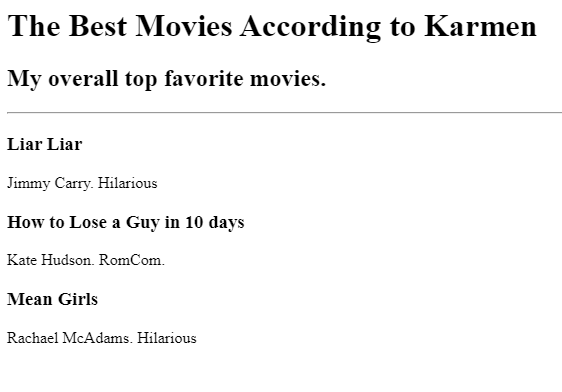 The Best Movies According to Karmen
My overall top favorite movies.
Liar Liar
Jimmy Carry. Hilarious
How to Lose a Guy in 10 days
Kate Hudson. RomCom.
Mean Girls
Rachael McAdams. Hilarious